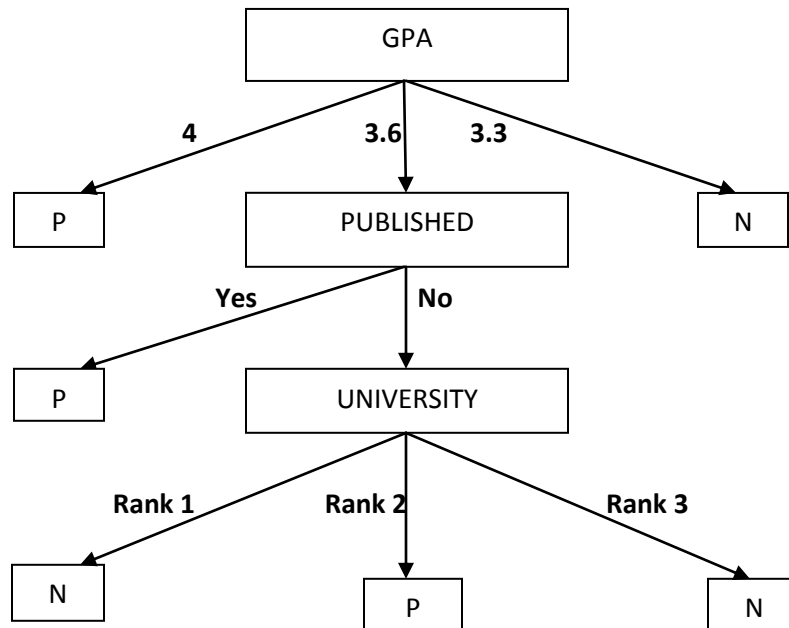 GPA
4 3.6 3.3
P PUBLISHED N
Yes No
P UNIVERSITY
Rank 1 Rank 2 Rank 3
N P N